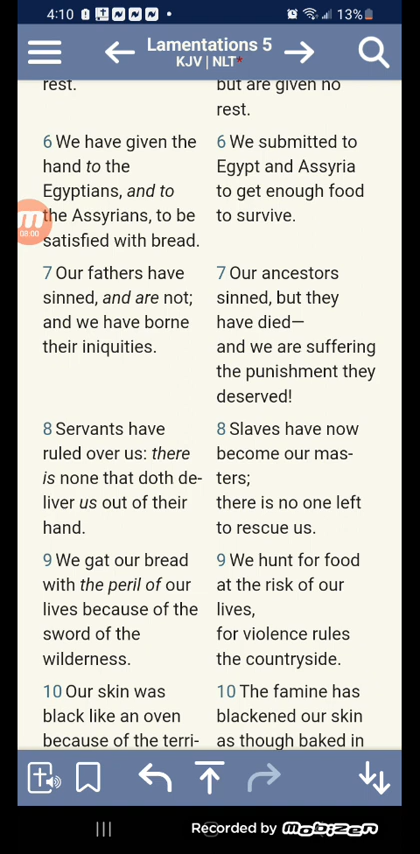 4:10 13%
Lamentations 5
KJV | NLT*
rest.
6 We have given the
hand to the
Egyptians, and to
the Assyrians, to be
satisfied with bread.
7 Our fathers have
sinned, and are not;
and we have borne
their iniquities.
8 Servants have
ruled over us: there
is none that doth de-
liver us out of their
hand.
9 We gat our bread
with the peril of our
lives because of the
sword of the
wilderness.
10 Our skin was
black like an oven
because of the terri-
but are given no
rest.
6 We submitted to
Egypt and Assyria
to get enough food
to survive.
7 Our ancestors
sinned, but they
have died—
and we are suffering
the punishment they
deserved!
8 Slaves have now
become our mas-
ters;
there is no one left
to rescue us.
9 We hunt for food
at the risk of our
lives,
for violence rules
the countryside.
10 The famine has
blackened our skin
as though baked in
m
08:00
Recorded by mobizen